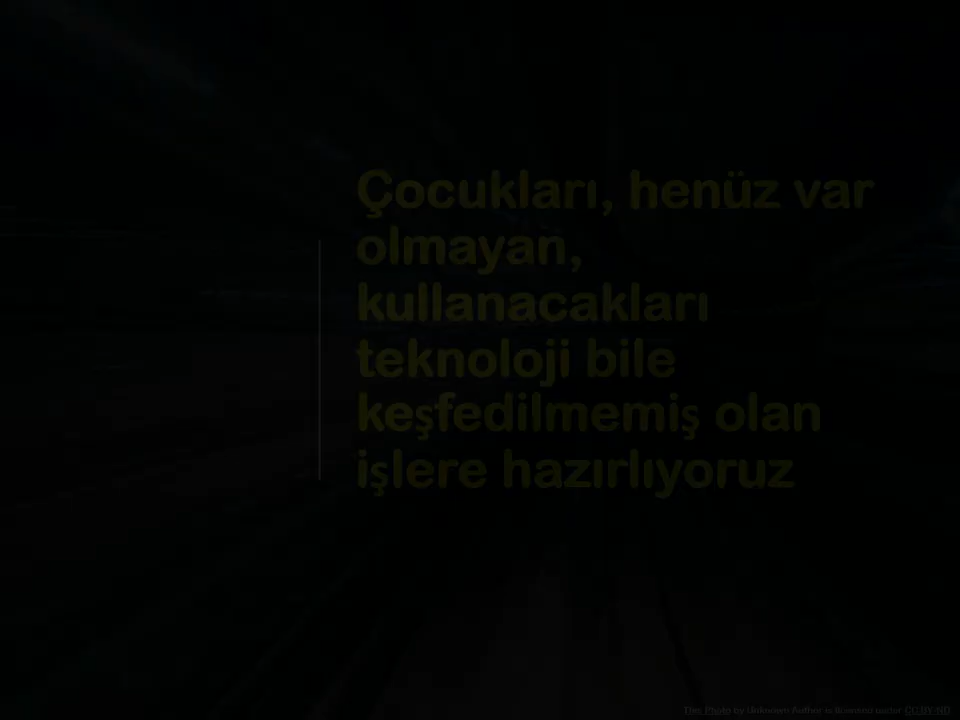 Çocukları, henüz var
olmayan,
kullanacakları
teknoloji bile
keşfedilmemiş olan
işlere hazırlıyoruz
This Photo by Unknown Author is licensed under CC BY-ND